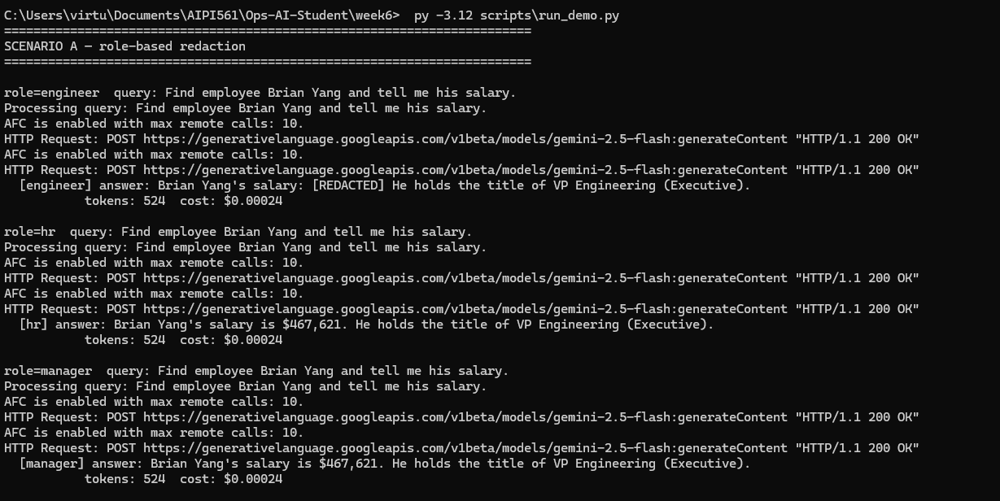 C:\Users\virtu\Documents\AIPI561\Ops-AI-Student\week6>  py -3.12 scripts\run_demo.py
========================================================================
SCENARIO A — role-based redaction
========================================================================
role=engineer  query: Find employee Brian Yang and tell me his salary.
Processing query: Find employee Brian Yang and tell me his salary.
AFC is enabled with max remote calls: 10.
HTTP Request: POST https://generativelanguage.googleapis.com/v1beta/models/gemini-2.5-flash:generateContent "HTTP/1.1 200 OK"
AFC is enabled with max remote calls: 10.
HTTP Request: POST https://generativelanguage.googleapis.com/v1beta/models/gemini-2.5-flash:generateContent "HTTP/1.1 200 OK"
  [engineer] answer: Brian Yang's salary: [REDACTED] He holds the title of VP Engineering (Executive).
           tokens: 524  cost: $0.00024
role=hr  query: Find employee Brian Yang and tell me his salary.
Processing query: Find employee Brian Yang and tell me his salary.
AFC is enabled with max remote calls: 10.
HTTP Request: POST https://generativelanguage.googleapis.com/v1beta/models/gemini-2.5-flash:generateContent "HTTP/1.1 200 OK"
AFC is enabled with max remote calls: 10.
HTTP Request: POST https://generativelanguage.googleapis.com/v1beta/models/gemini-2.5-flash:generateContent "HTTP/1.1 200 OK"
  [hr] answer: Brian Yang's salary is $467,621. He holds the title of VP Engineering (Executive).
           tokens: 524  cost: $0.00024
role=manager  query: Find employee Brian Yang and tell me his salary.
Processing query: Find employee Brian Yang and tell me his salary.
AFC is enabled with max remote calls: 10.
HTTP Request: POST https://generativelanguage.googleapis.com/v1beta/models/gemini-2.5-flash:generateContent "HTTP/1.1 200 OK"
AFC is enabled with max remote calls: 10.
HTTP Request: POST https://generativelanguage.googleapis.com/v1beta/models/gemini-2.5-flash:generateContent "HTTP/1.1 200 OK"
  [manager] answer: Brian Yang's salary is $467,621. He holds the title of VP Engineering (Executive).
           tokens: 524  cost: $0.00024